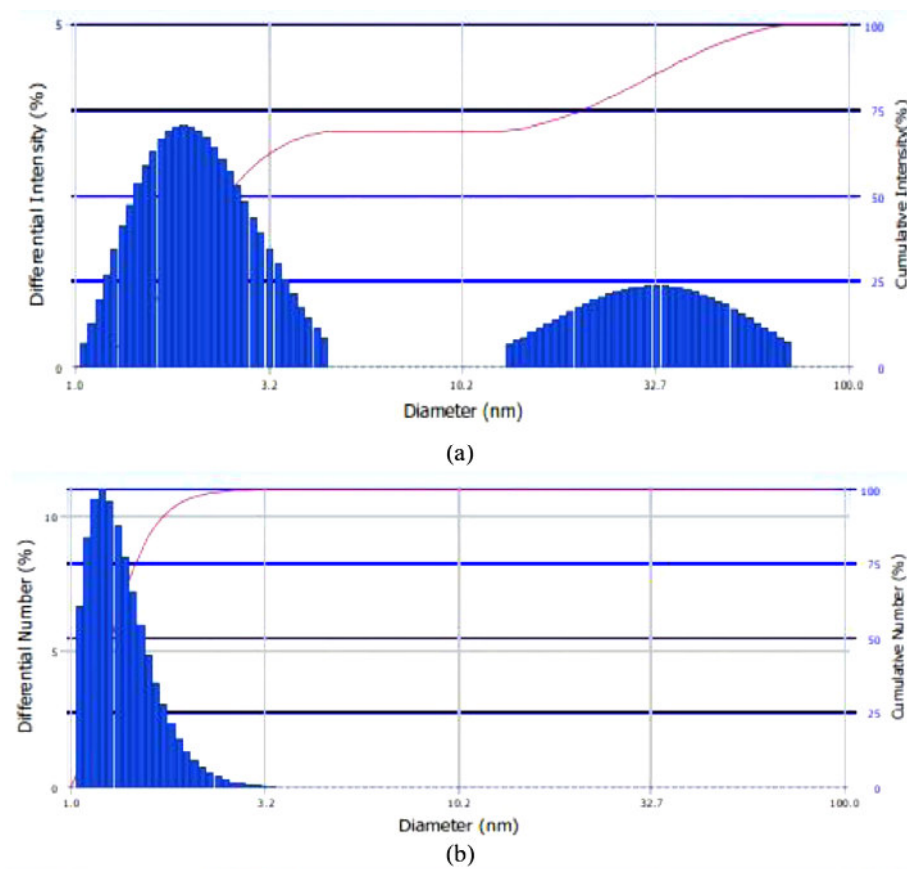 5
100
75
50
25
0
0
Differential Intensity (%)
Cumulative Intensity(%)
1.0 3.2 10.2 32.7 100.0
Diameter (nm)
(a)
10
5
0
100
75
50
25
0
Differential Number (%)
Cumulative Number (%)
1.0 3.2 10.2 32.7 100.0
Diameter (nm)
(b)